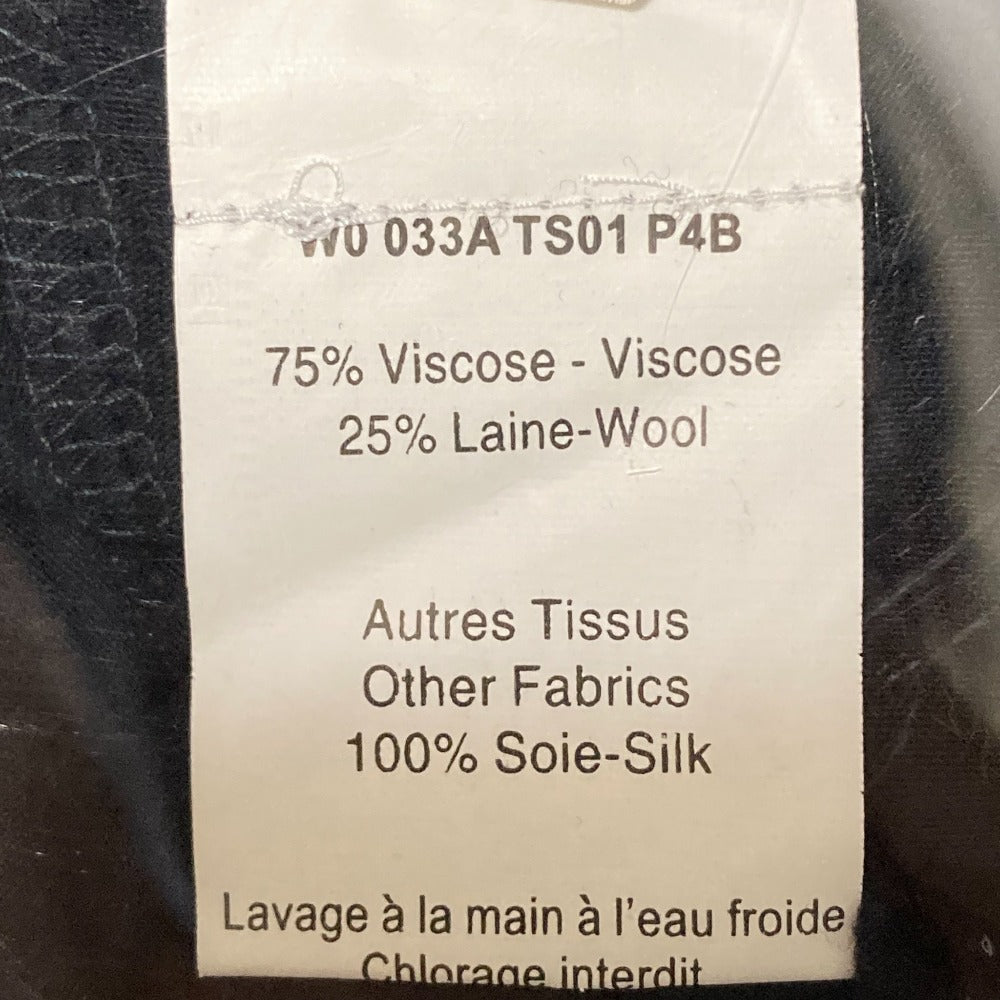 W0 033A TS01 P4B
75% Viscose - Viscose
25% Laine-Wool
Autres Tissus
Other Fabrics
100% Soie-Silk
Lavage à la main à l'eau froide
Chlorage interdit